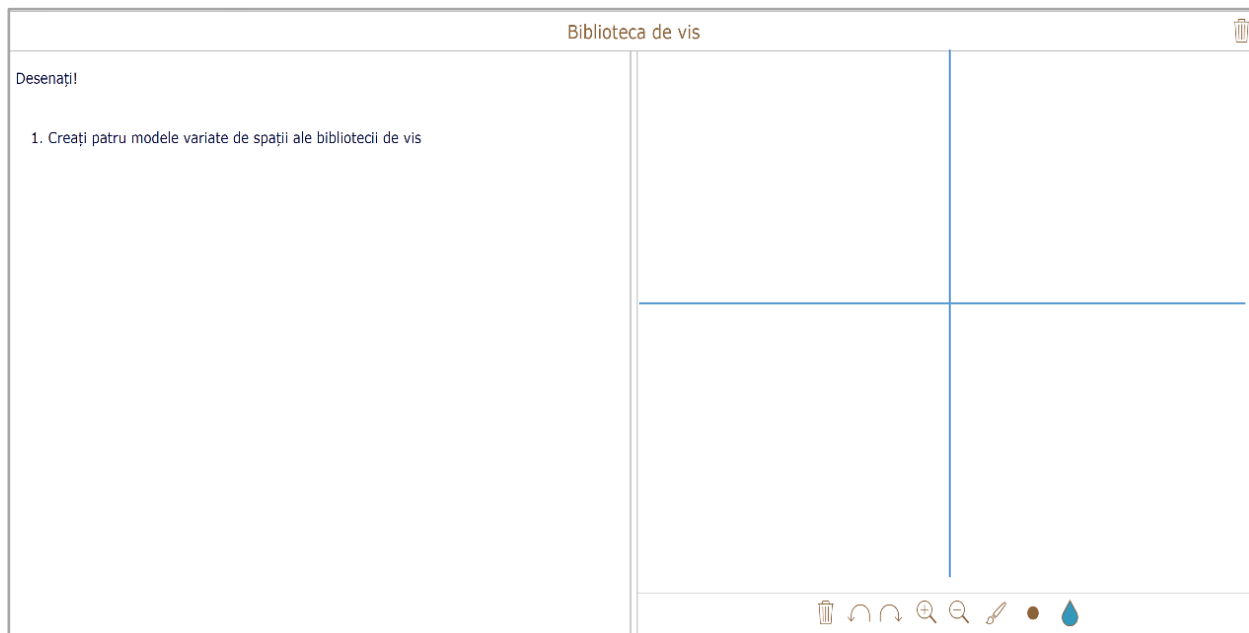 Biblioteca de vis
Desenați!
1. Creați patru modele variate de spații ale bibliotecii de vis